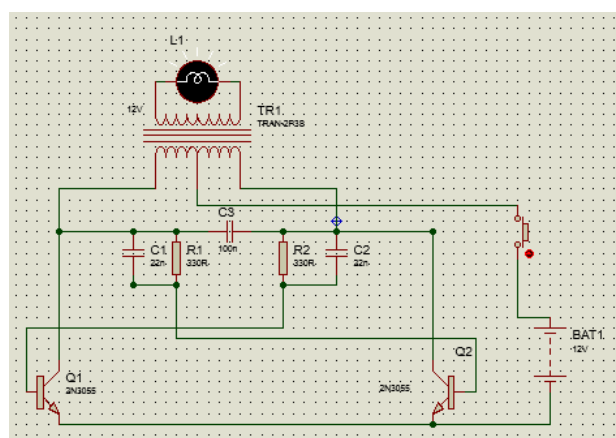 L1
12V
TR1
TRAN-2P3S
C3
100n
C1
22n
R1
330R
R2
330R
C2
22n
BAT1
12V
Q1
2N3055
Q2
2N3055